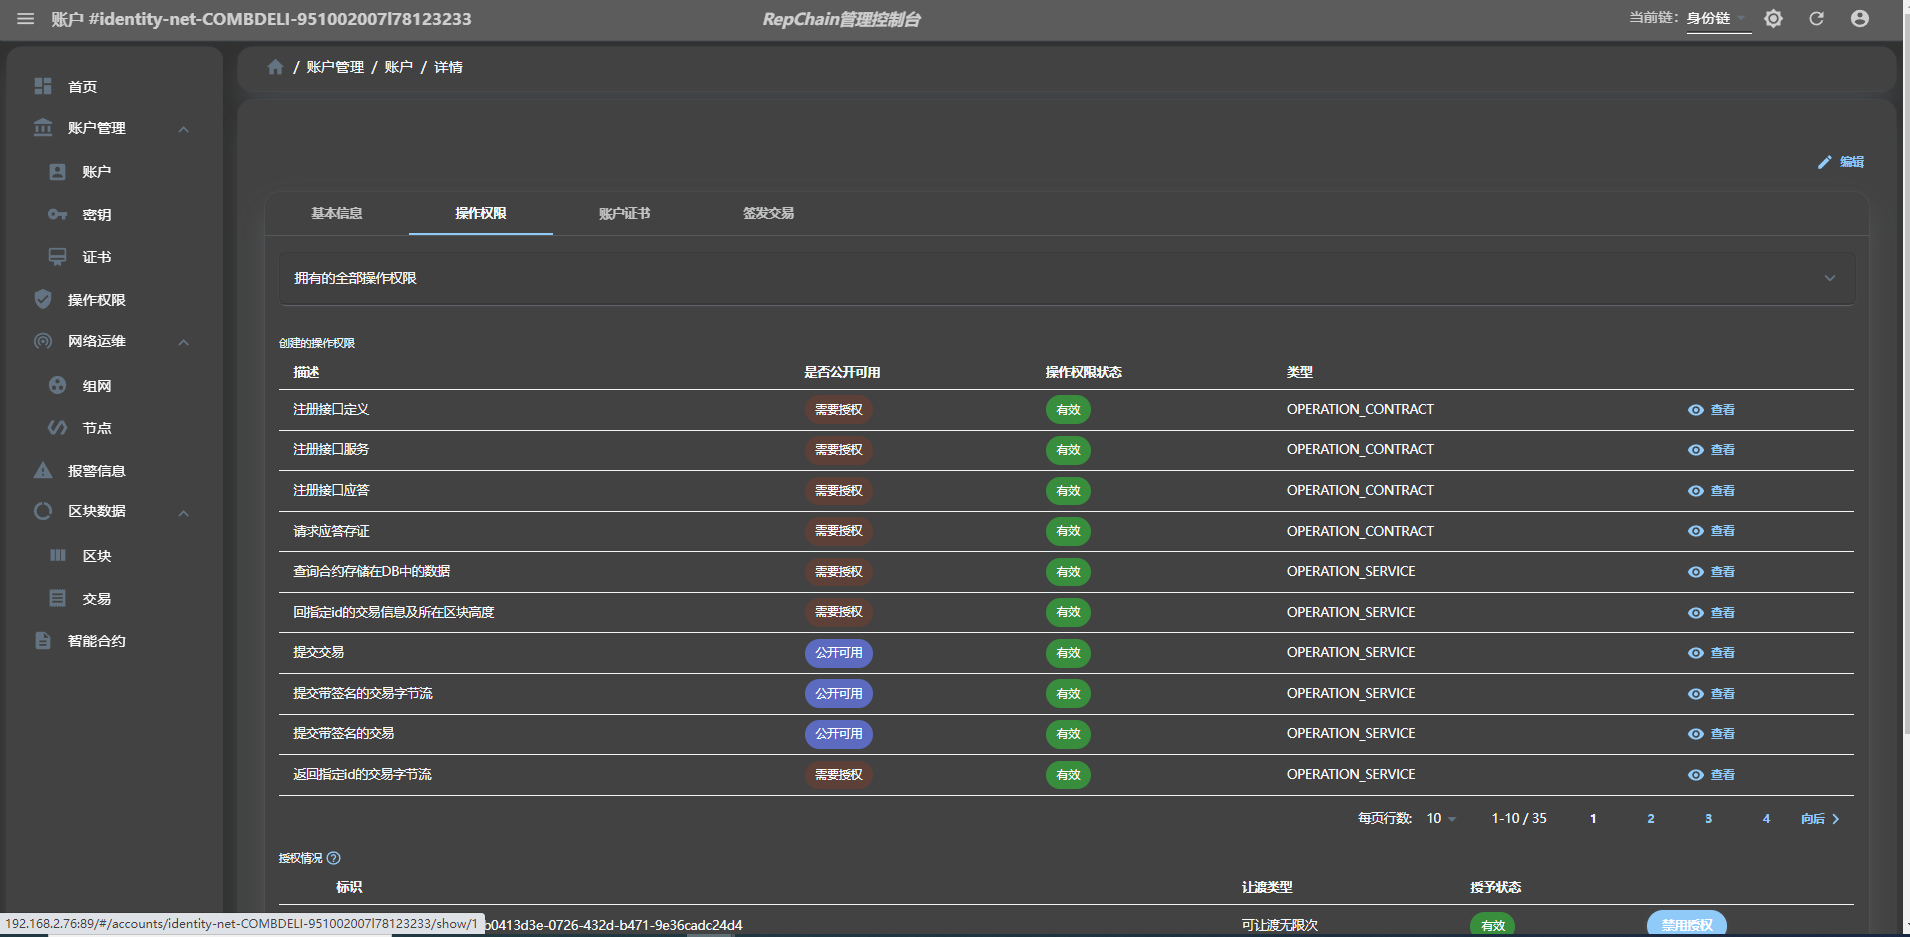 账户 #identity-net-COMBDELI-951002007l78123233
RepChain管理控制台
当前链: 身份链
首页
账户管理
账户
密钥
证书
操作权限
网络运维
组网
节点
报警信息
区块数据
区块
交易
智能合约
/ 账户管理 / 账户 / 详情
编辑
基本信息 操作权限 账户证书 签发交易
拥有的全部操作权限
创建的操作权限
描述 是否公开可用 操作权限状态 类型
注册接口定义 需要授权 有效 OPERATION_CONTRACT 查看
注册接口服务 需要授权 有效 OPERATION_CONTRACT 查看
注册接口应答 需要授权 有效 OPERATION_CONTRACT 查看
请求应答存证 需要授权 有效 OPERATION_CONTRACT 查看
查询合约存储在DB中的数据 需要授权 有效 OPERATION_SERVICE 查看
回指定id的交易信息及所在区块高度 需要授权 有效 OPERATION_SERVICE 查看
提交交易 公开可用 有效 OPERATION_SERVICE 查看
提交带签名的交易字节流 公开可用 有效 OPERATION_SERVICE 查看
提交带签名的交易 公开可用 有效 OPERATION_SERVICE 查看
返回指定id的交易字节流 需要授权 有效 OPERATION_SERVICE 查看
每页行数: 10 1-10 / 35 1 2 3 4 向后
授权情况
标识 让渡类型 授予状态
b0413d3e-0726-432d-b471-9e36cadc24d4 可让渡无限次 有效 禁用授权
192.168.2.76:89/#/accounts/identity-net-COMBDELI-951002007l78123233/show/1